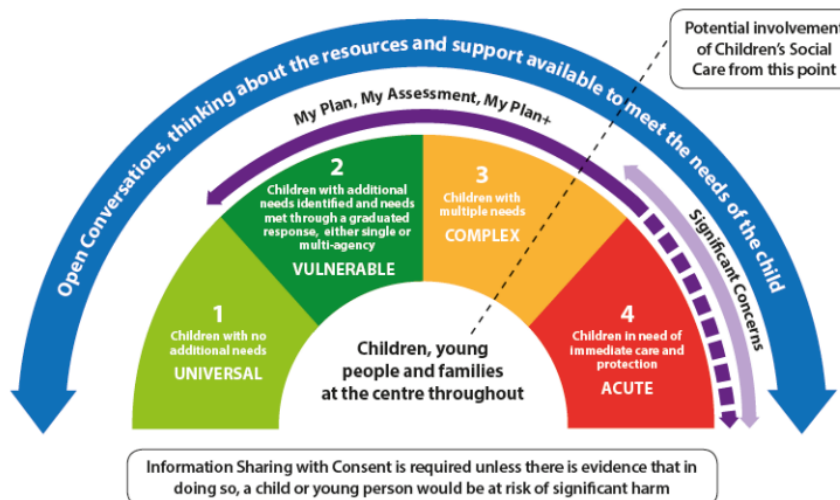 Potential involvement
of Children's Social
Care from this point
Open Conversations, thinking about the resources and support available to meet the needs of the child
My Plan, My Assessment, My Plan+
Significant Concerns
1
Children with no
additional needs
UNIVERSAL
2
Children with additional
needs identified and needs
met through a graduated
response, either single or
multi-agency
VULNERABLE
3
Children with
multiple needs
COMPLEX
4
Children in need of
immediate care and
protection
ACUTE
Children, young
people and families
at the centre throughout
Information Sharing with Consent is required unless there is evidence that in
doing so, a child or young person would be at risk of significant harm